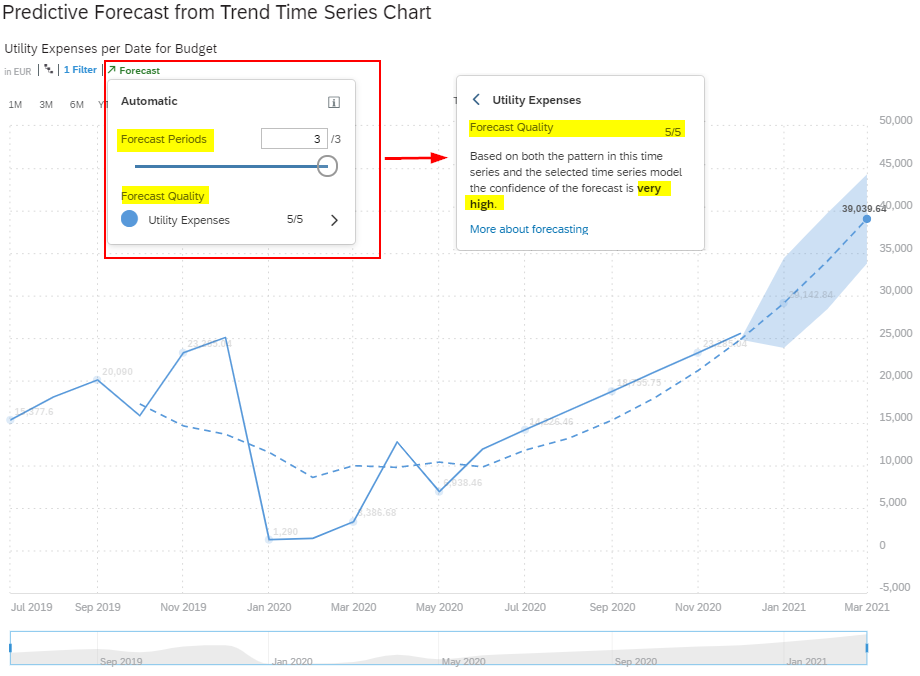 Predictive Forecast from Trend Time Series Chart
Utility Expenses per Date for Budget
in EUR 1 Filter Forecast
1M 3M 6M
Automatic
Forecast Periods 3 /3
Forecast Quality
Utility Expenses 5/5
Utility Expenses
Forecast Quality 5/5
Based on both the pattern in this time
series and the selected time series model
the confidence of the forecast is very
high.
More about forecasting
50,000
45,000
40,000
35,000
30,000
25,000
20,000
15,000
10,000
5,000
0
-5,000
39,039.64
20,090
1,290
Jul 2019 Sep 2019 Nov 2019 Jan 2020 Mar 2020 May 2020 Jul 2020 Sep 2020 Nov 2020 Jan 2021 Mar 2021
Sep 2019 Jan 2020 May 2020 Sep 2020 Jan 2021